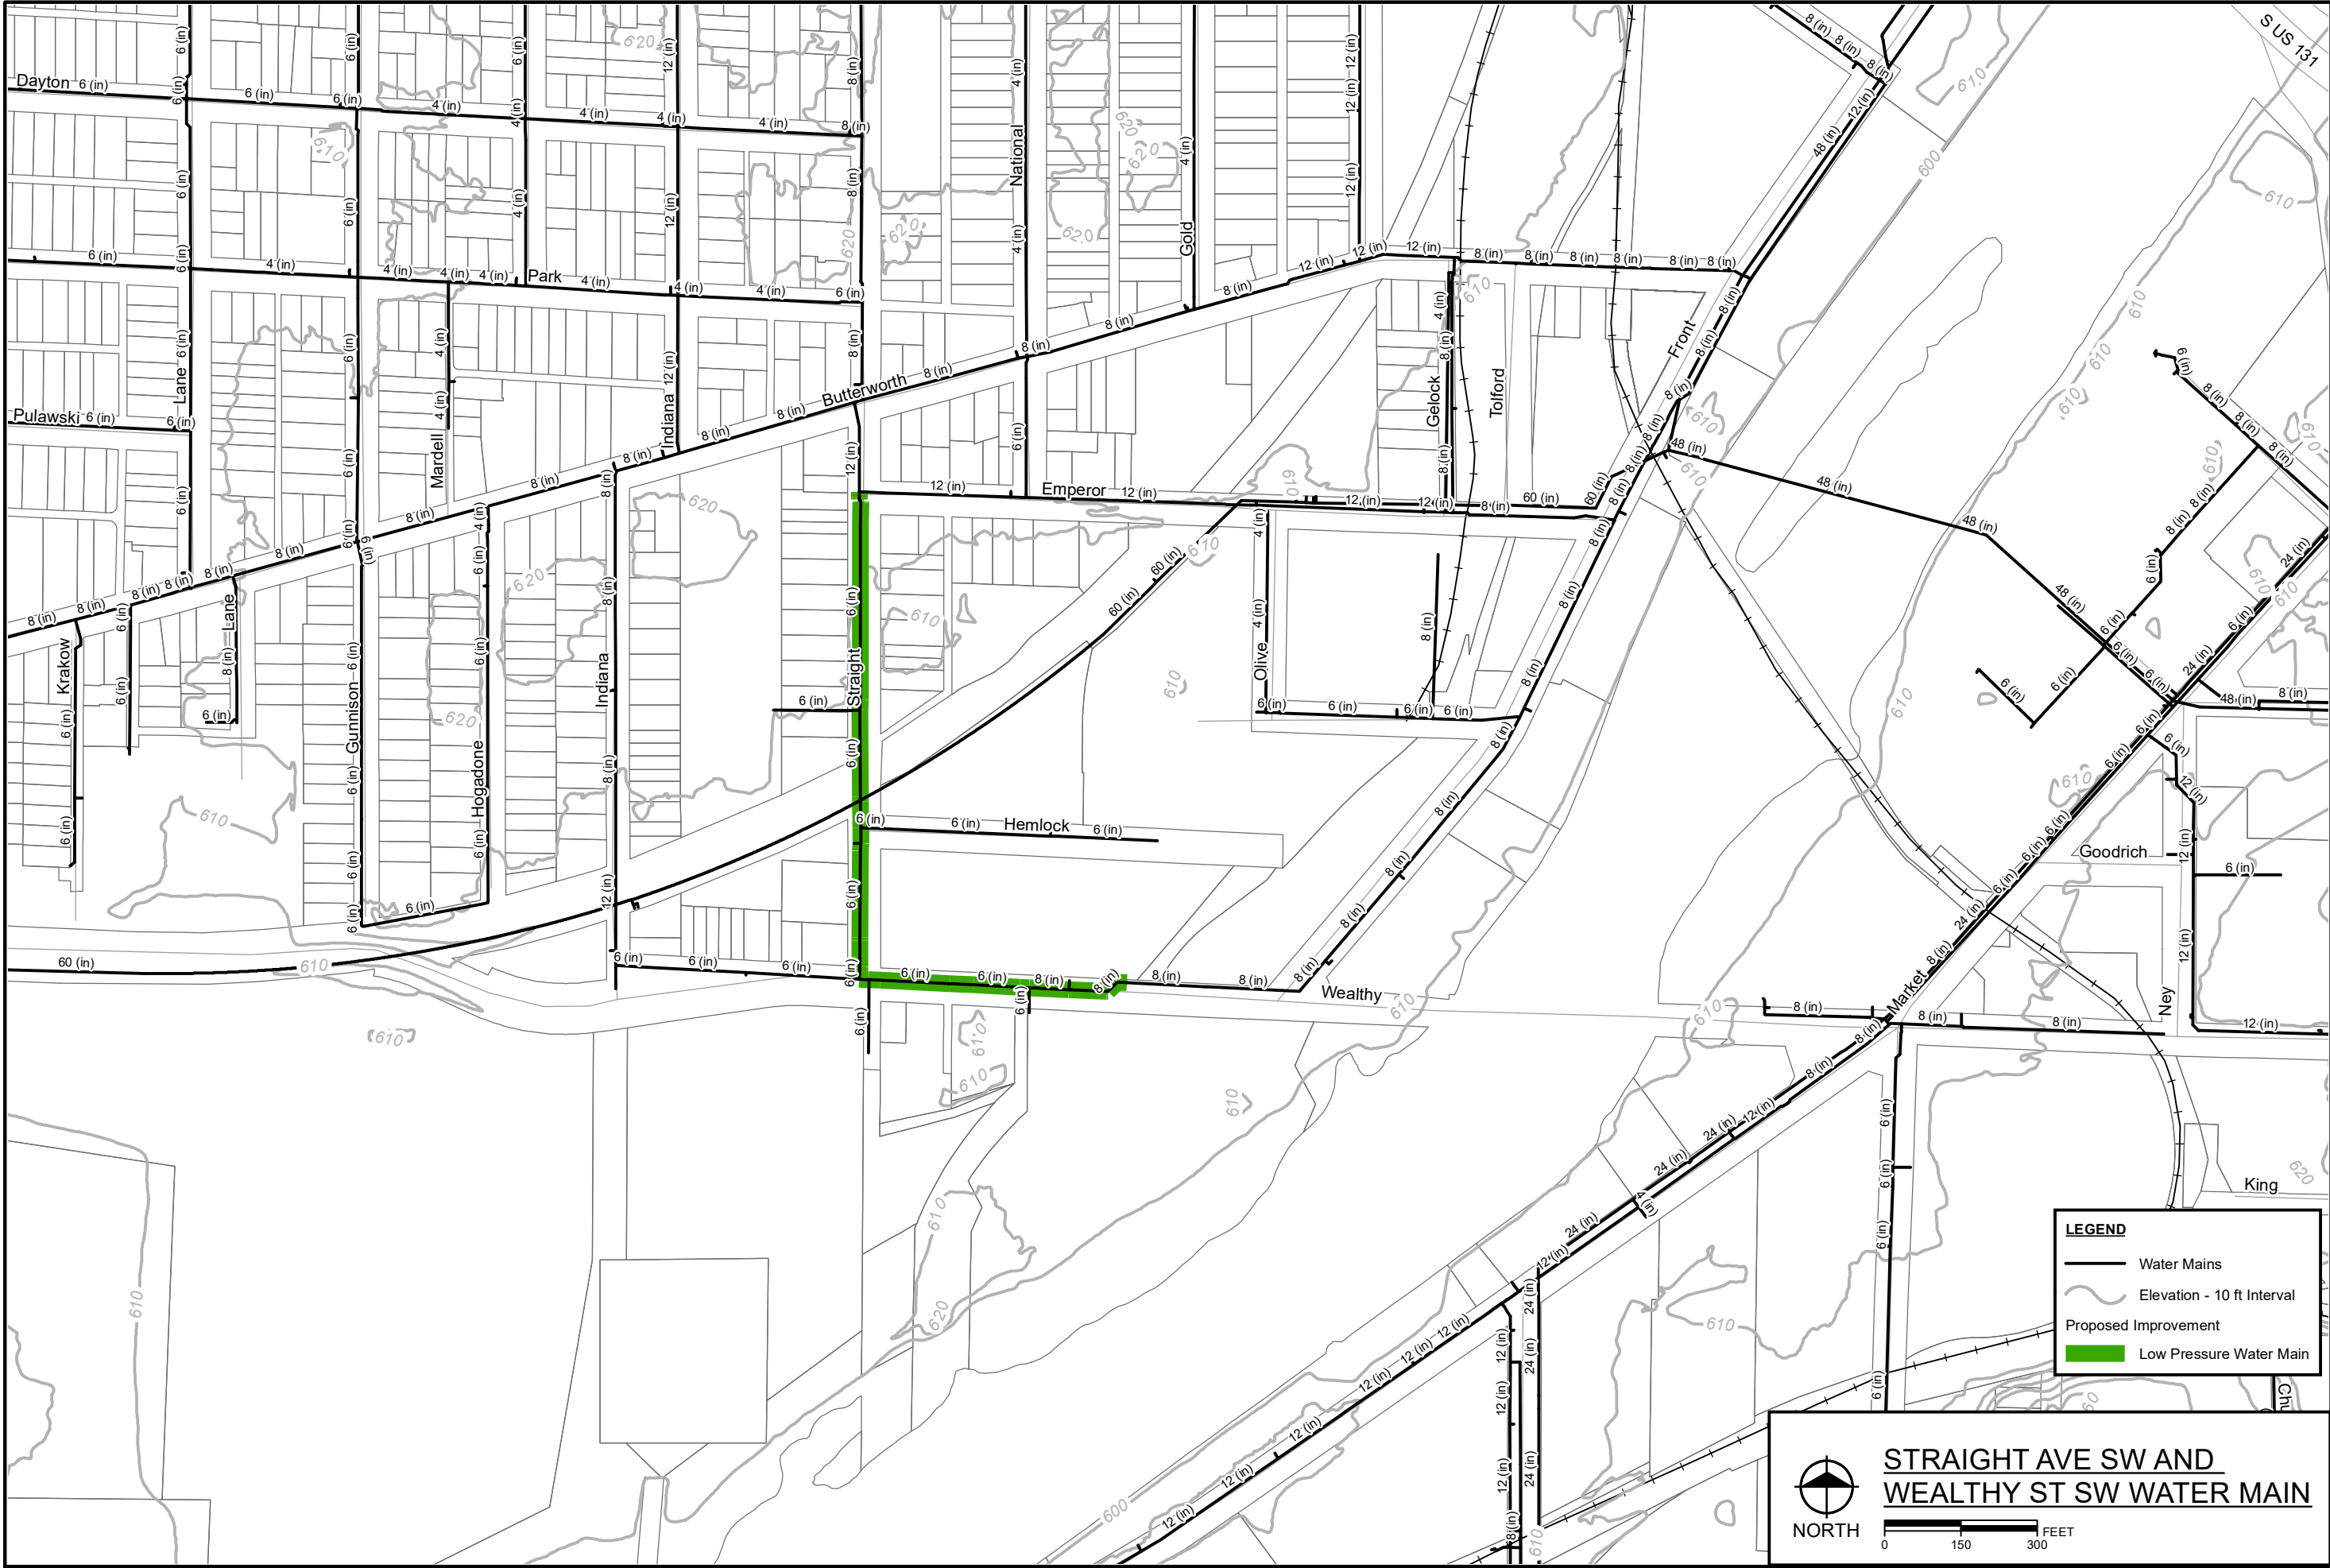 S US 131
Dayton
Park
Pulawski
Lane
Mardell
Indiana
Butterworth
National
Gold
Gelock
Tolford
Front
Emperor
Krakow
Lane
Gunnison
Hogadone
Indiana
Straight
Olive
Hemlock
Wealthy
Goodrich
Market
Ney
King
4 (in)
6 (in)
8 (in)
12 (in)
24 (in)
48 (in)
60 (in)
600
610
620
LEGEND
Water Mains
Elevation - 10 ft Interval
Proposed Improvement
Low Pressure Water Main
STRAIGHT AVE SW AND
WEALTHY ST SW WATER MAIN
NORTH
0 150 300 FEET